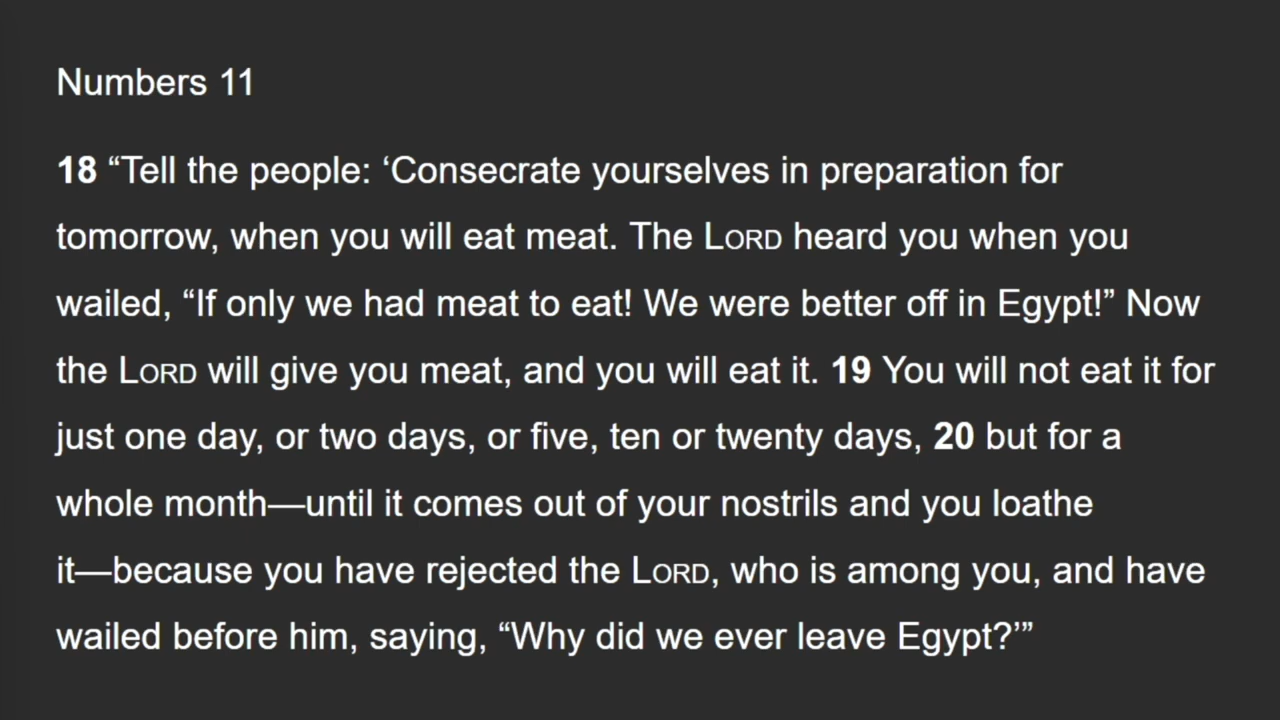 Numbers 11
18 “Tell the people: ‘Consecrate yourselves in preparation for
tomorrow, when you will eat meat. The LORD heard you when you
wailed, “If only we had meat to eat! We were better off in Egypt!” Now
the LORD will give you meat, and you will eat it. 19 You will not eat it for
just one day, or two days, or five, ten or twenty days, 20 but for a
whole month—until it comes out of your nostrils and you loathe
it—because you have rejected the LORD, who is among you, and have
wailed before him, saying, “Why did we ever leave Egypt?’”